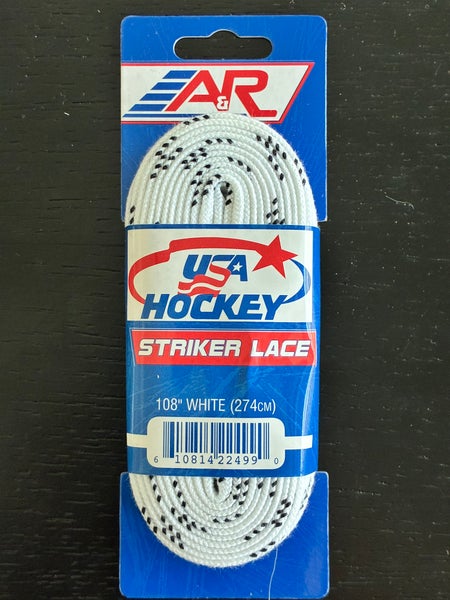 A&R
USA
HOCKEY
STRIKER LACE
108" WHITE (274CM)
6 10814 22499 0